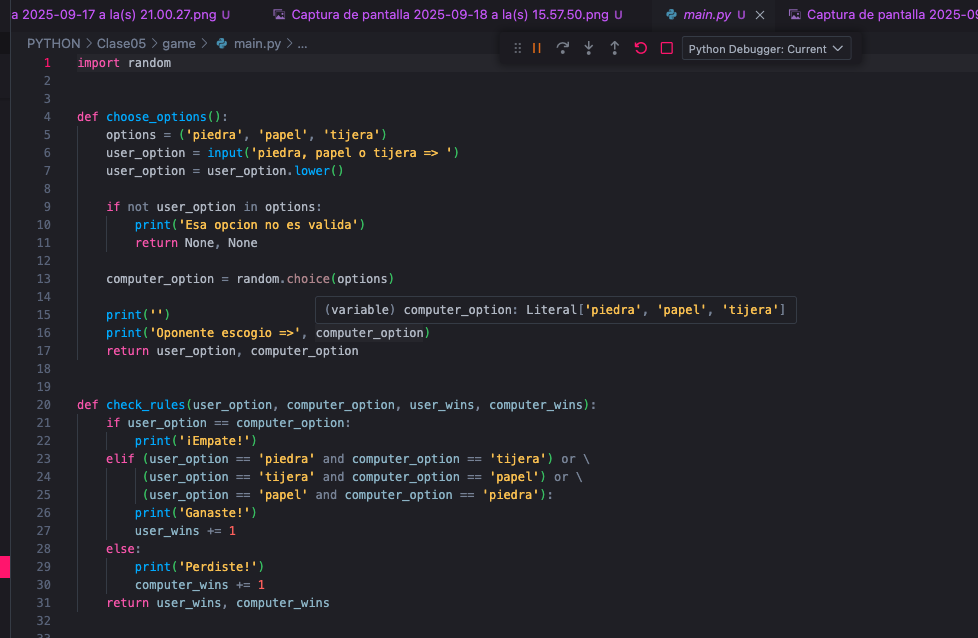 a 2025-09-17 a la(s) 21.00.27.png U Captura de pantalla 2025-09-18 a la(s) 15.57.50.png U main.py U Captura de pantalla 2025-0
PYTHON > Clase05 > game > main.py > ...
Python Debugger: Current
1 import random
2
3
4 def choose_options():
5 options = ('piedra', 'papel', 'tijera')
6 user_option = input('piedra, papel o tijera => ')
7 user_option = user_option.lower()
8
9 if not user_option in options:
10 print('Esa opcion no es valida')
11 return None, None
12
13 computer_option = random.choice(options)
14
(variable) computer_option: Literal['piedra', 'papel', 'tijera']
15 print('')
16 print('Oponente escogio =>', computer_option)
17 return user_option, computer_option
18
19
20 def check_rules(user_option, computer_option, user_wins, computer_wins):
21 if user_option == computer_option:
22 print('¡Empate!')
23 elif (user_option == 'piedra' and computer_option == 'tijera') or \
24 (user_option == 'tijera' and computer_option == 'papel') or \
25 (user_option == 'papel' and computer_option == 'piedra'):
26 print('Ganaste!')
27 user_wins += 1
28 else:
29 print('Perdiste!')
30 computer_wins += 1
31 return user_wins, computer_wins
32
33